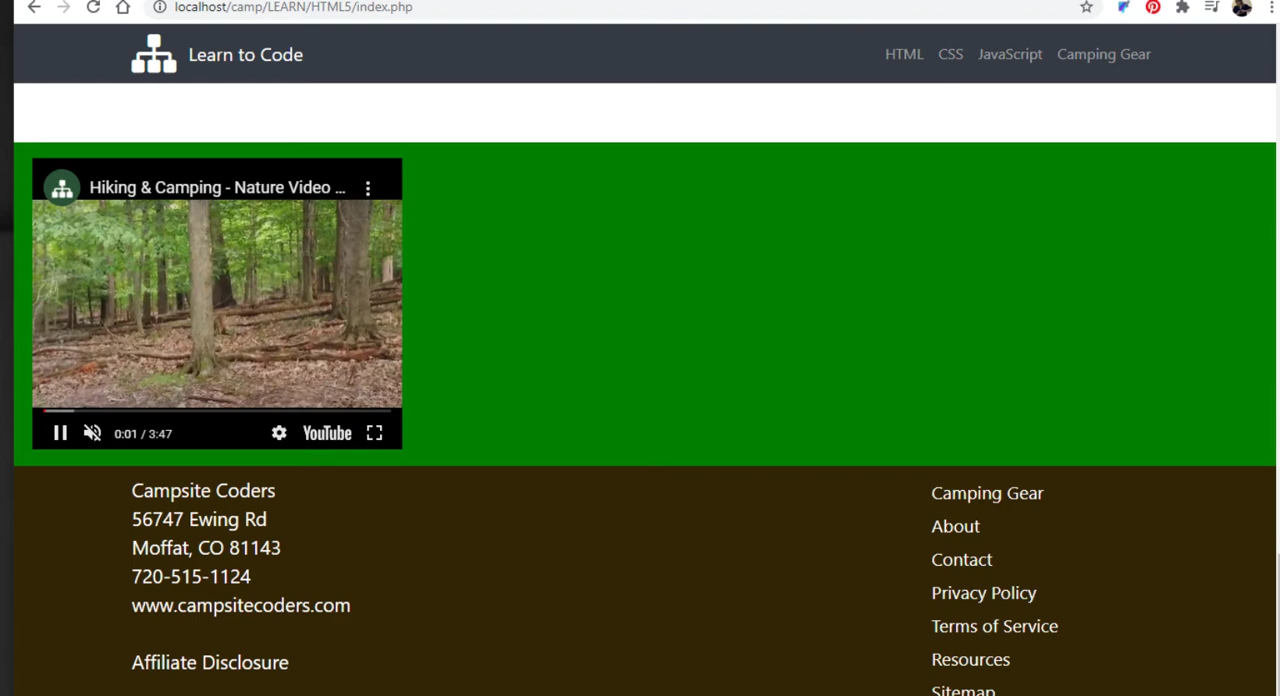 localhost/camp/LEARN/HTML5/index.php
Learn to Code
HTML CSS JavaScript Camping Gear
Hiking & Camping - Nature Video ...
0:01 / 3:47
YouTube
Campsite Coders
56747 Ewing Rd
Moffat, CO 81143
720-515-1124
www.campsitecoders.com
Affiliate Disclosure
Camping Gear
About
Contact
Privacy Policy
Terms of Service
Resources
Sitemap